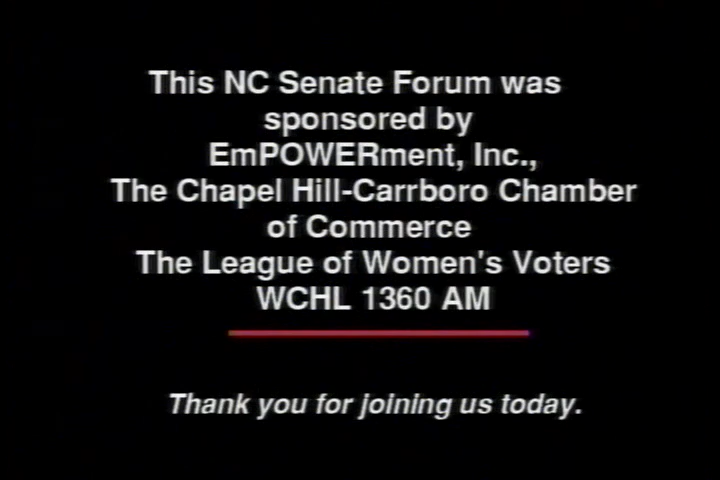 This NC Senate Forum was
sponsored by
EmPOWERment, Inc.,
The Chapel Hill-Carrboro Chamber
of Commerce
The League of Women's Voters
WCHL 1360 AM
Thank you for joining us today.